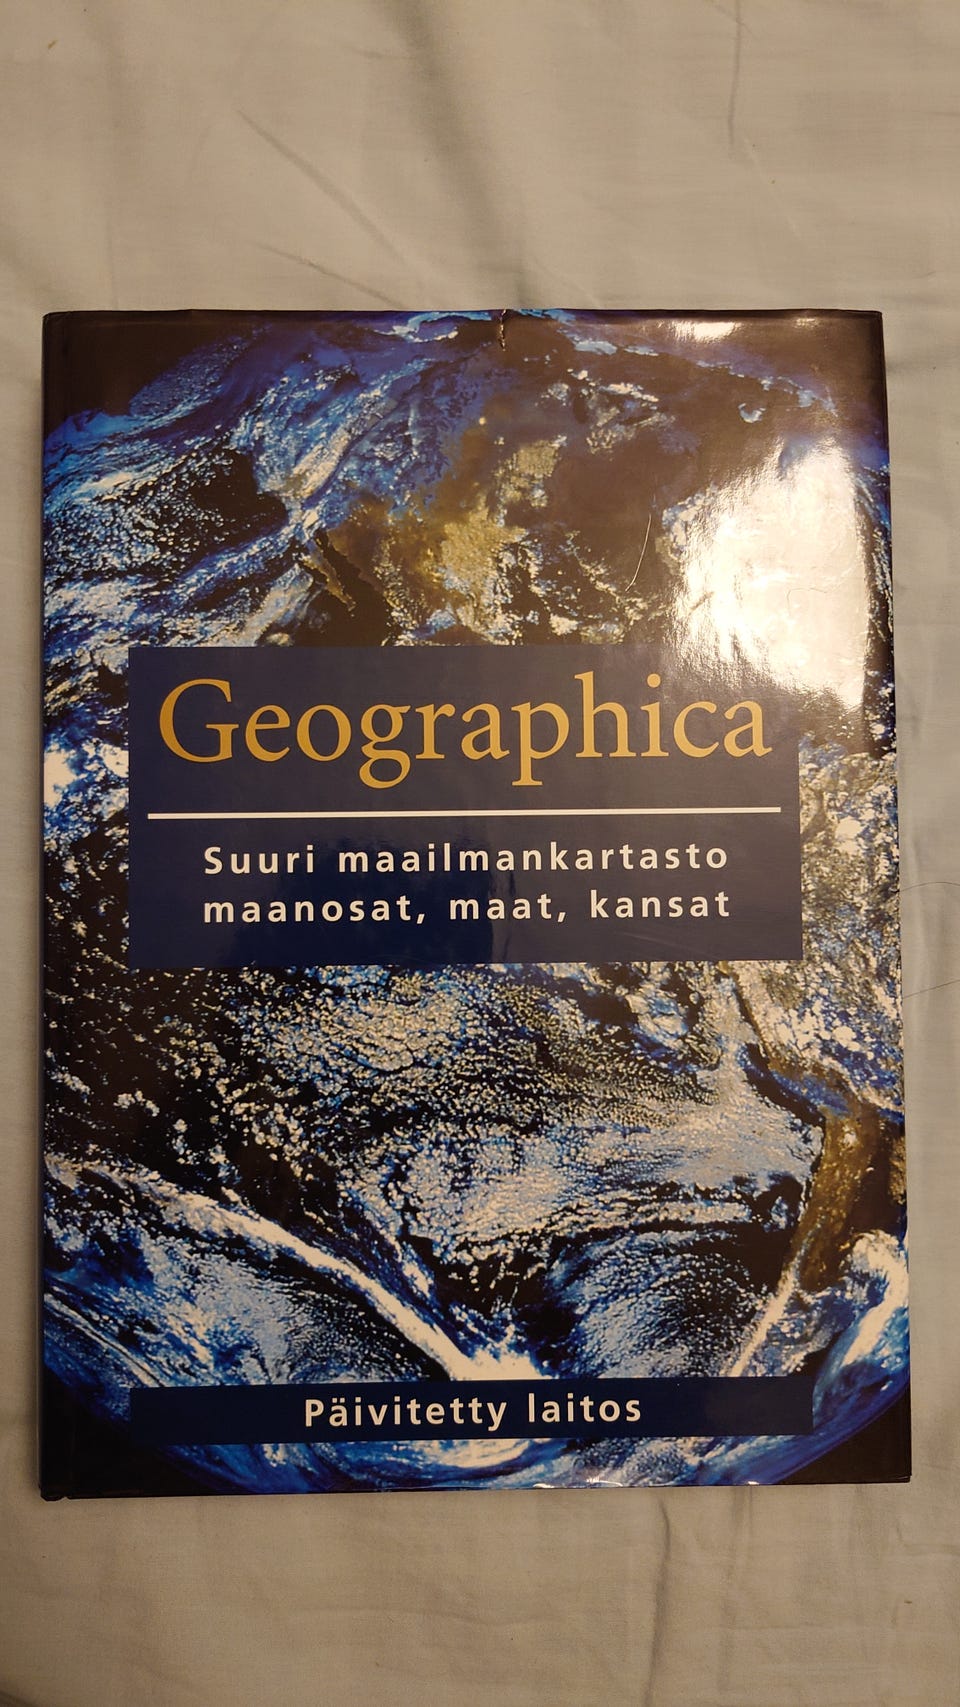 Geographica
Suuri maailmankartasto
maanosat, maat, kansat
Päivitetty laitos